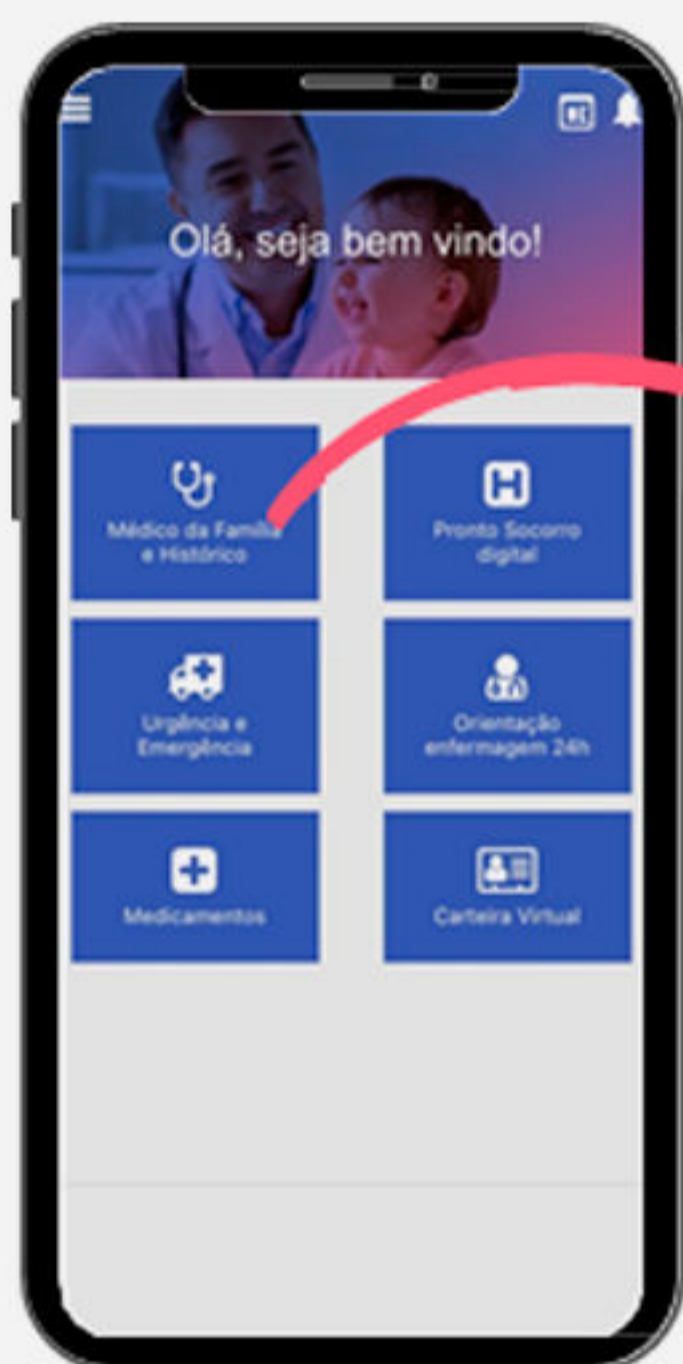 Olá, seja bem vindo!
Médico da Família
e Histórico
Pronto Socorro
digital
Urgência e
Emergência
Orientação
enfermagem 24h
Medicamentos
Carteira Virtual